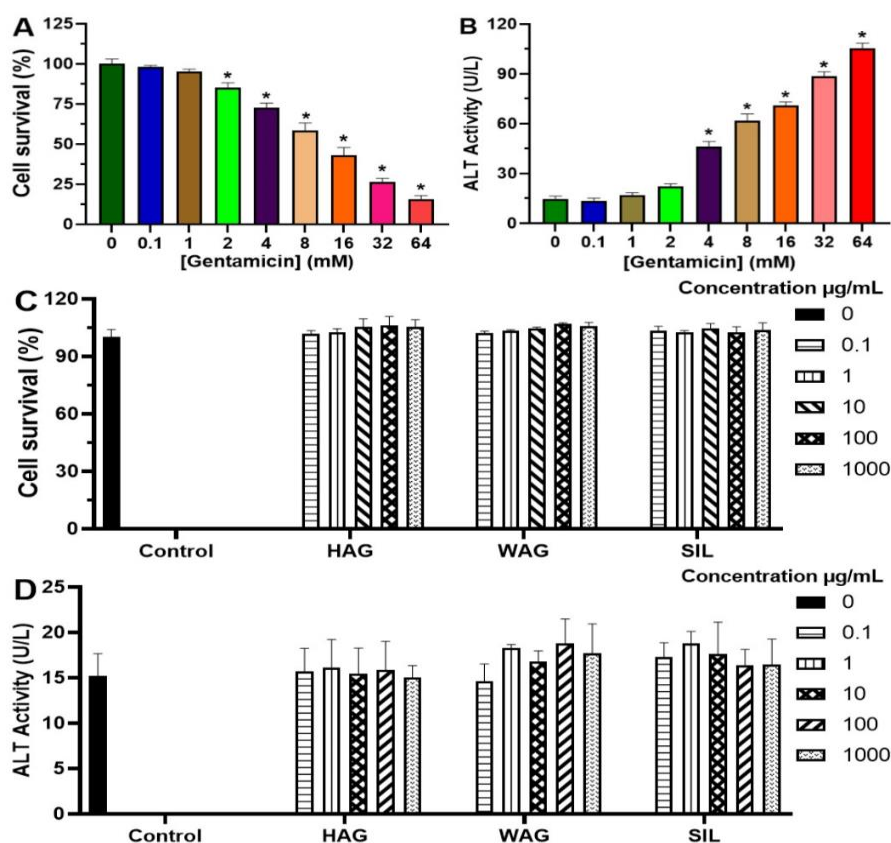 A
Cell survival (%)
125
100
75
50
25
0
* * * * * *
0 0.1 1 2 4 8 16 32 64
[Gentamicin] (mM)
B
ALT Activity (U/L)
120
90
60
30
0
* * * * *
0 0.1 1 2 4 8 16 32 64
[Gentamicin] (mM)
C
Cell survival (%)
120
90
60
30
0
Control HAG WAG SIL
Concentration µg/mL
0
0.1
1
10
100
1000
D
ALT Activity (U/L)
25
20
15
10
5
0
Control HAG WAG SIL
Concentration µg/mL
0
0.1
1
10
100
1000